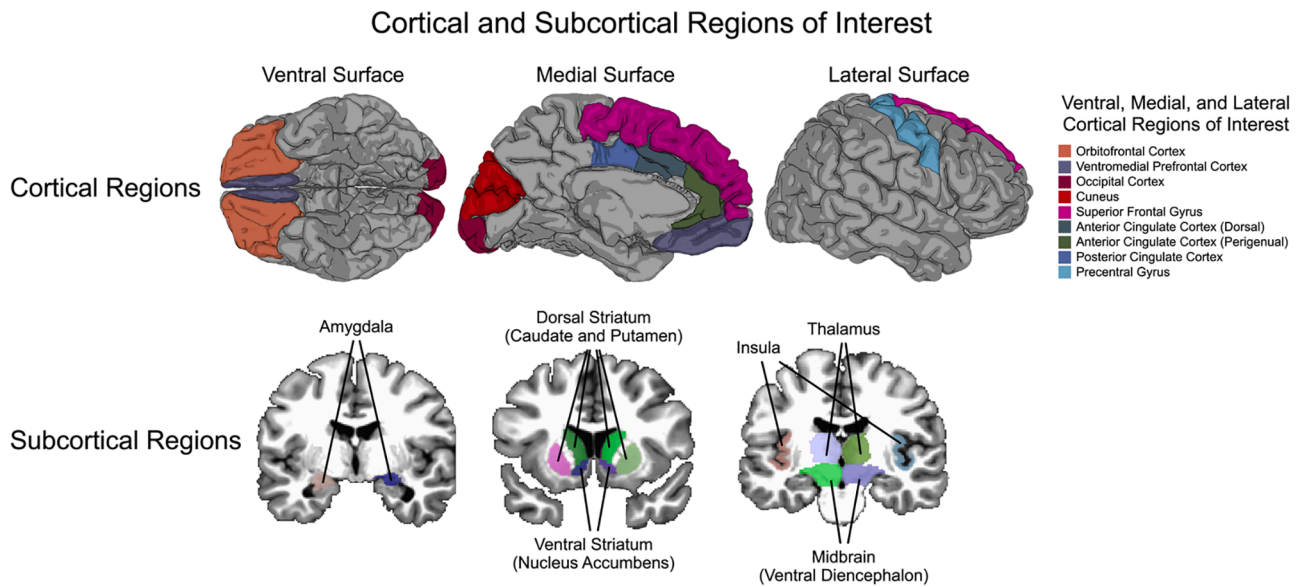 Cortical and Subcortical Regions of Interest
Ventral Surface
Medial Surface
Lateral Surface
Cortical Regions
Ventral, Medial, and Lateral
Cortical Regions of Interest
Orbitofrontal Cortex
Ventromedial Prefrontal Cortex
Occipital Cortex
Cuneus
Superior Frontal Gyrus
Anterior Cingulate Cortex (Dorsal)
Anterior Cingulate Cortex (Perigenual)
Posterior Cingulate Cortex
Precentral Gyrus
Subcortical Regions
Amygdala
Dorsal Striatum
(Caudate and Putamen)
Ventral Striatum
(Nucleus Accumbens)
Thalamus
Insula
Midbrain
(Ventral Diencephalon)